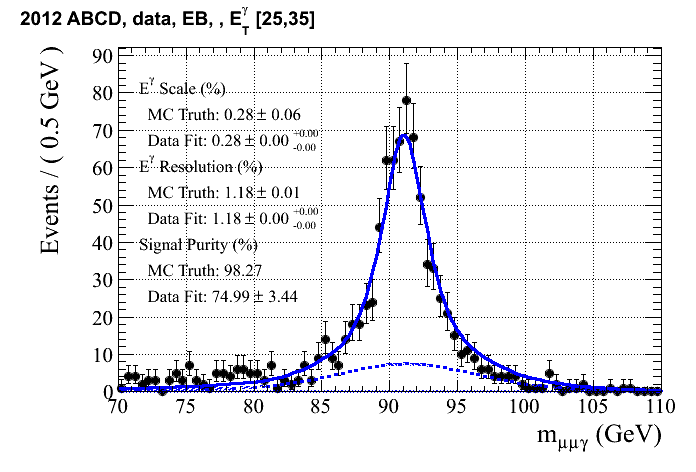 2012 ABCD, data, EB, , E_T^γ [25,35]
Events / ( 0.5 GeV )
90
80
70
60
50
40
30
20
10
0
E^γ Scale (%)
MC Truth: 0.28 ± 0.06
Data Fit: 0.28 ± 0.00 +0.00 -0.00
E^γ Resolution (%)
MC Truth: 1.18 ± 0.01
Data Fit: 1.18 ± 0.00 +0.00 -0.00
Signal Purity (%)
MC Truth: 98.27
Data Fit: 74.99 ± 3.44
70 75 80 85 90 95 100 105 110
m_μμγ (GeV)